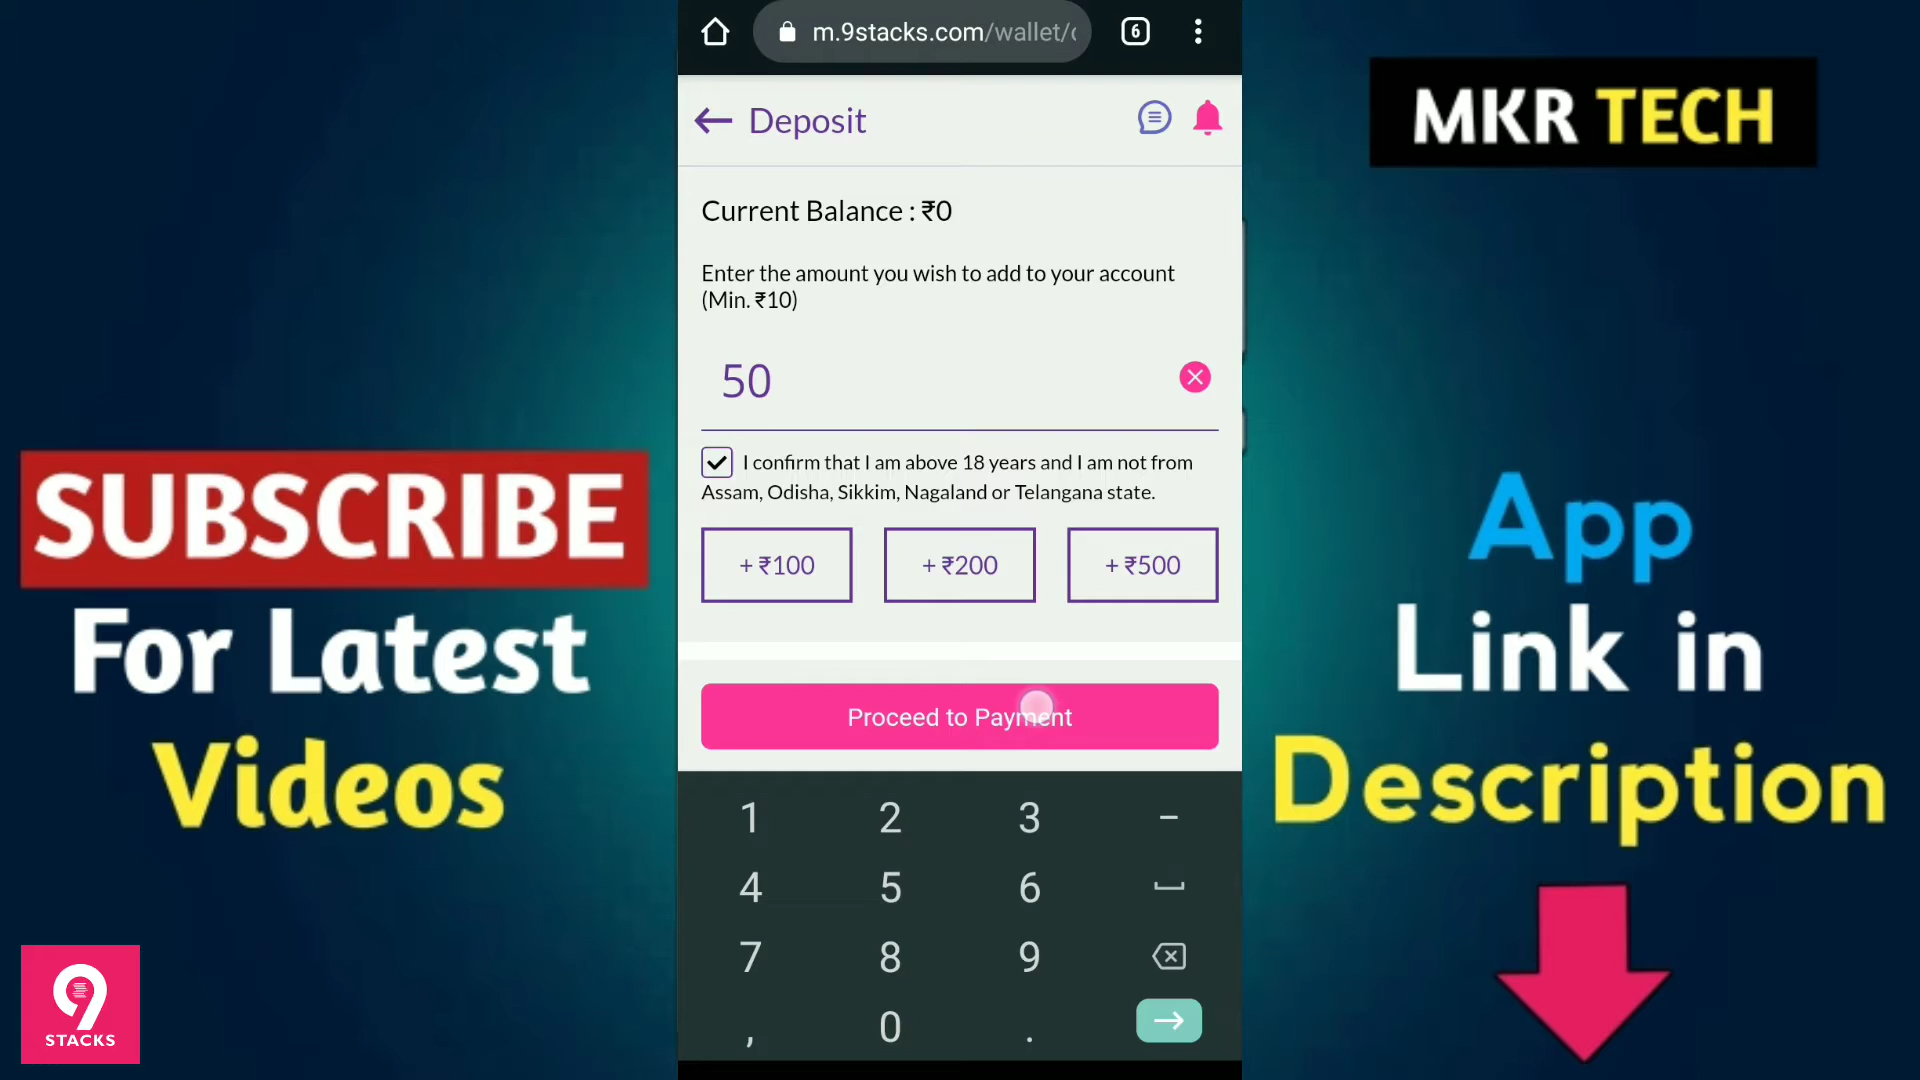 m.9stacks.com/wallet/
6
MKR TECH
Deposit
Current Balance : ₹0
Enter the amount you wish to add to your account
(Min. ₹10)
50
I confirm that I am above 18 years and I am not from
Assam, Odisha, Sikkim, Nagaland or Telangana state.
+ ₹100
+ ₹200
+ ₹500
Proceed to Payment
SUBSCRIBE
For Latest
Videos
App
Link in
Description
1 2 3 –
4 5 6
7 8 9
, 0 .
9
STACKS